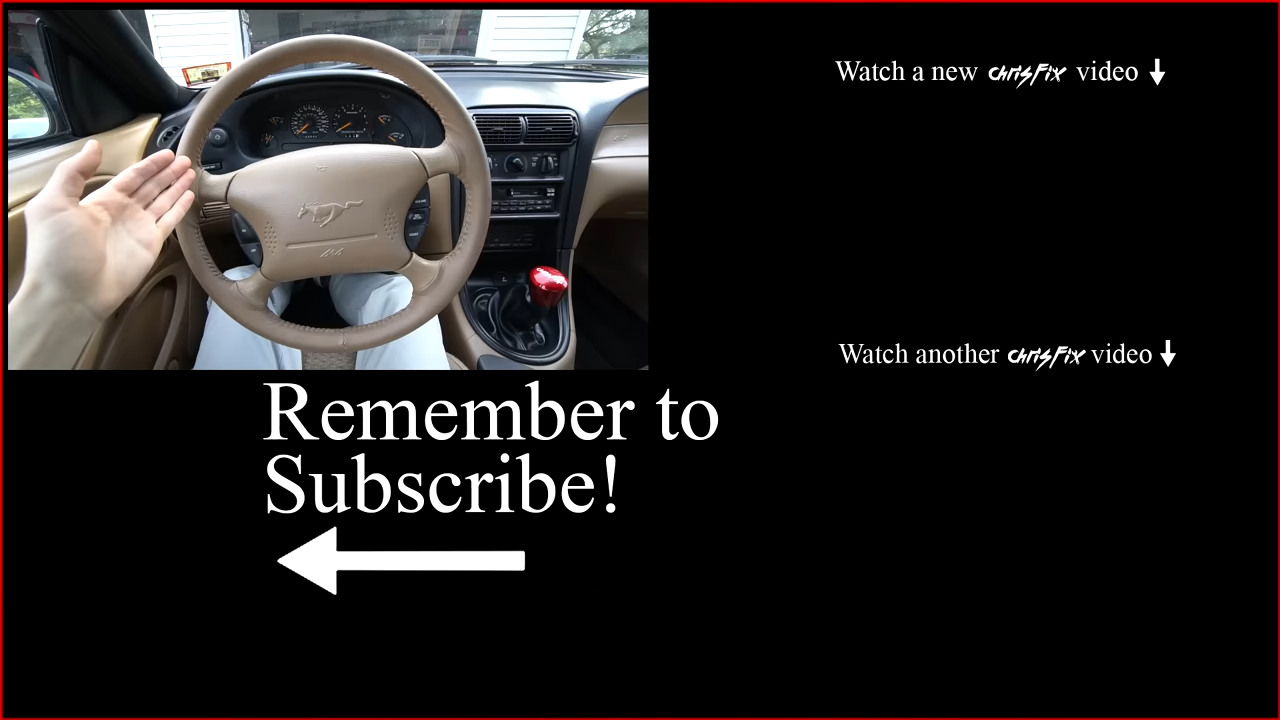 Watch a new chrisFix video
Watch another chrisFix video
Remember to
Subscribe!